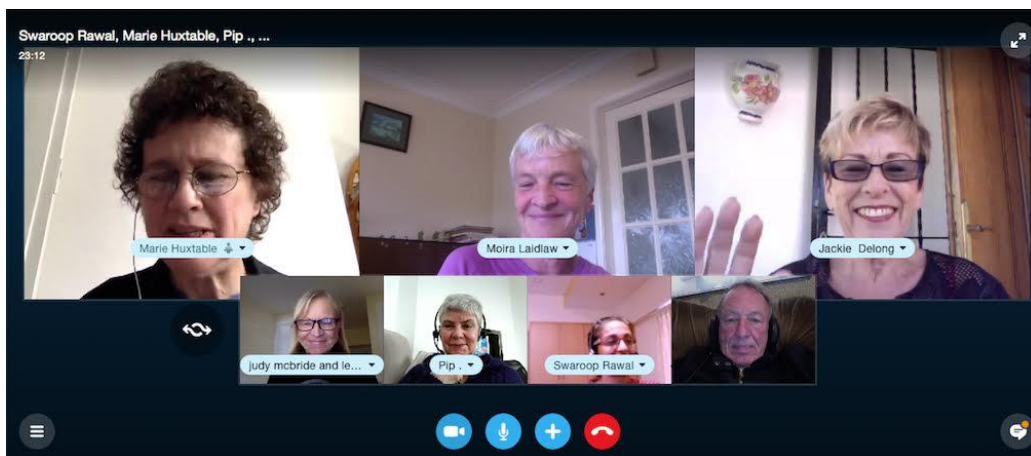 Swaroop Rawal, Marie Huxtable, Pip ., ...
23:12
Marie Huxtable
Moira Laidlaw
Jackie Delong
judy mcbride and le...
Pip .
Swaroop Rawal